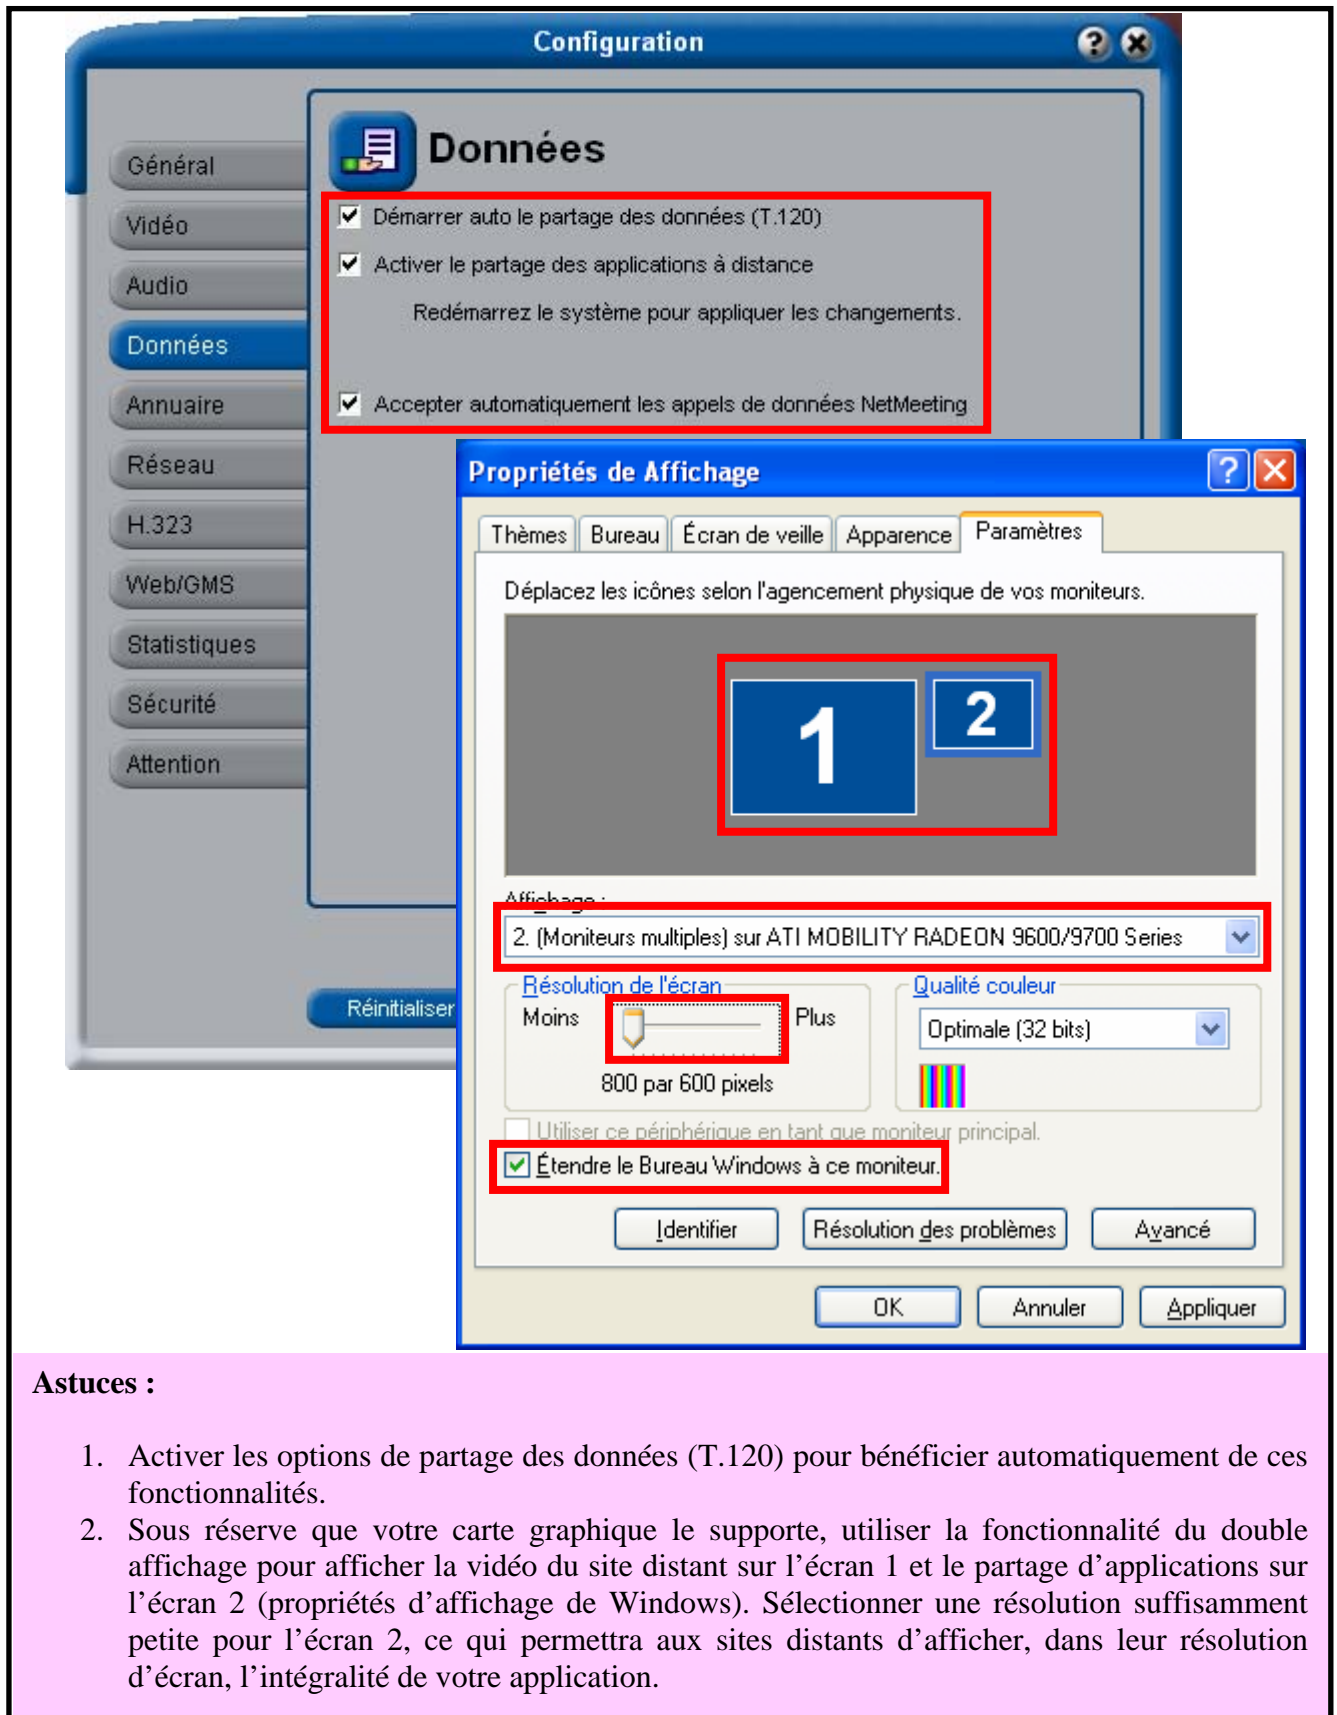 Configuration
Données
Général
Vidéo
Audio
Données
Annuaire
Réseau
H.323
Web/GMS
Statistiques
Sécurité
Attention
Démarrer auto le partage des données (T.120)
Activer le partage des applications à distance
Redémarrez le système pour appliquer les changements.
Accepter automatiquement les appels de données NetMeeting
Réinitialiser
Propriétés de Affichage
Thèmes
Bureau
Écran de veille
Apparence
Paramètres
Déplacez les icônes selon l'agencement physique de vos moniteurs.
1
2
Affichage :
2. (Moniteurs multiples) sur ATI MOBILITY RADEON 9600/9700 Series
Résolution de l'écran
Moins
Plus
800 par 600 pixels
Qualité couleur
Optimale (32 bits)
Utiliser ce périphérique en tant que moniteur principal.
Étendre le Bureau Windows à ce moniteur.
Identifier
Résolution des problèmes
Avancé
OK
Annuler
Appliquer
Astuces :
1. Activer les options de partage des données (T.120) pour bénéficier automatiquement de ces
fonctionnalités.
2. Sous réserve que votre carte graphique le supporte, utiliser la fonctionnalité du double
affichage pour afficher la vidéo du site distant sur l’écran 1 et le partage d’applications sur
l’écran 2 (propriétés d’affichage de Windows). Sélectionner une résolution suffisamment
petite pour l’écran 2, ce qui permettra aux sites distants d’afficher, dans leur résolution
d’écran, l’intégralité de votre application.